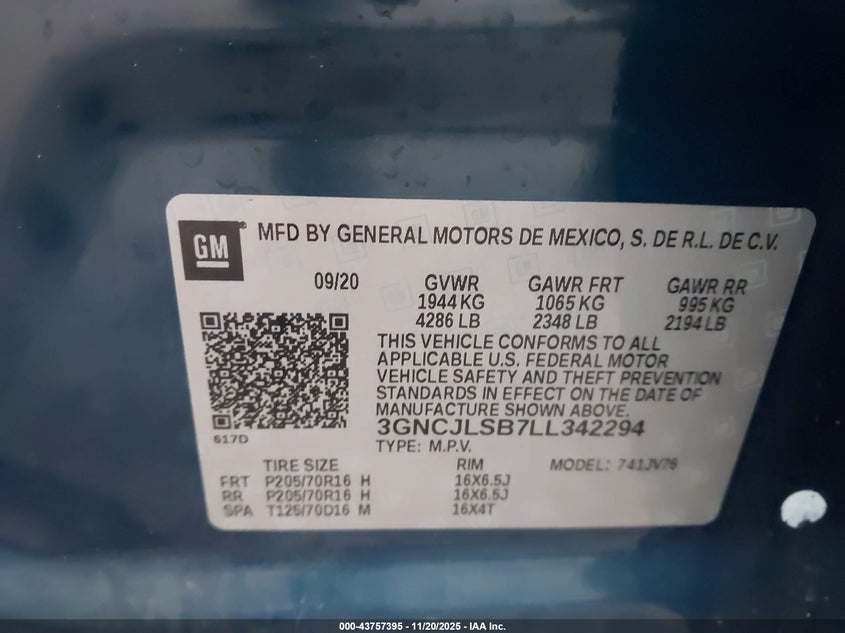 GM
MFD BY GENERAL MOTORS DE MEXICO, S. DE R.L. DE C.V.
09/20 GVWR GAWR FRT GAWR RR
1944 KG 1065 KG 995 KG
4286 LB 2348 LB 2194 LB
THIS VEHICLE CONFORMS TO ALL
APPLICABLE U.S. FEDERAL MOTOR
VEHICLE SAFETY AND THEFT PREVENTION
STANDARDS IN EFFECT ON THE DATE OF
MANUFACTURE SHOWN ABOVE.
617D
3GNCJLSB7LL342294
TYPE: M.P.V.
TIRE SIZE RIM MODEL: 741JV76
FRT P205/70R16 H 16X6.5J
RR P205/70R16 H 16X6.5J
SPA T125/70D16 M 16X4T
000-43757395 - 11/20/2025 - IAA Inc.